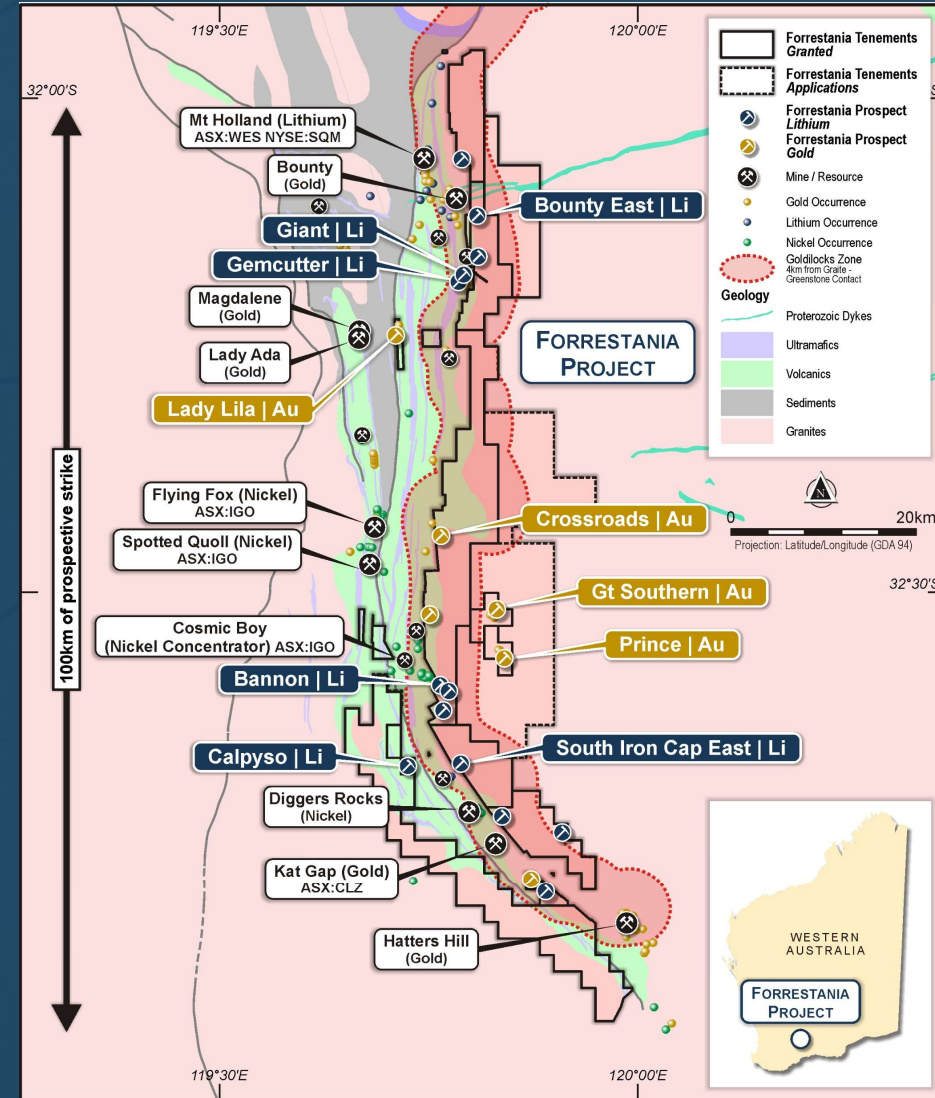 119°30'E
120°00'E
32°00'S
Mt Holland (Lithium)
ASX:WES NYSE:SQM
Bounty
(Gold)
Bounty East | Li
Giant | Li
Gemcutter | Li
Magdalene
(Gold)
Lady Ada
(Gold)
Lady Lila | Au
FORRESTANIA
PROJECT
100km of prospective strike
Flying Fox (Nickel)
ASX:IGO
Spotted Quoll (Nickel)
ASX:IGO
Crossroads | Au
Gt Southern | Au
Cosmic Boy
(Nickel Concentrator) ASX:IGO
Prince | Au
Bannon | Li
Calpyso | Li
South Iron Cap East | Li
Diggers Rocks
(Nickel)
Kat Gap (Gold)
ASX:CLZ
Hatters Hill
(Gold)
119°30'E
120°00'E
Forrestania Tenements
Granted
Forrestania Tenements
Applications
Forrestania Prospect
Lithium
Forrestania Prospect
Gold
Mine / Resource
Gold Occurrence
Lithium Occurrence
Nickel Occurrence
Goldilocks Zone
4km from Graite -
Greenstone Contact
Geology
Proterozoic Dykes
Ultramafics
Volcanics
Sediments
Granites
N
0
20km
Projection: Latitude/Longitude (GDA 94)
32°30'S
WESTERN
AUSTRALIA
FORRESTANIA
PROJECT